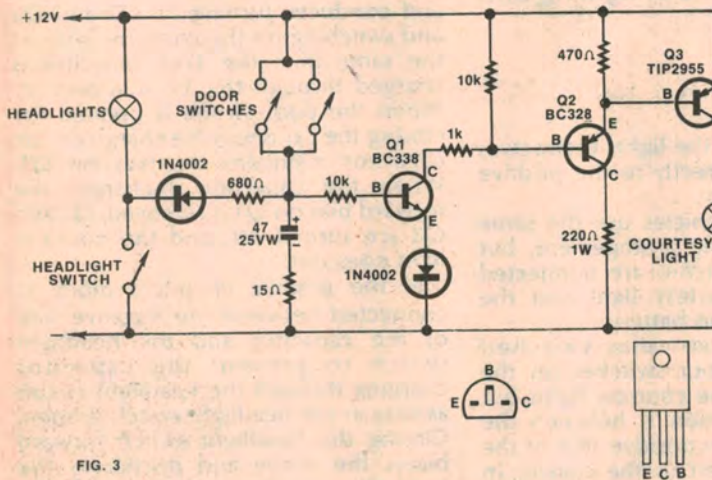 +12V
HEADLIGHTS
DOOR
SWITCHES
1N4002
680Ω
10k
47
25VW
15Ω
HEADLIGHT
SWITCH
Q1
BC338
B
C
E
1N4002
1k
10k
470Ω
Q2
BC328
B
E
C
220Ω
1W
Q3
TIP2955
B
COURTESY
LIGHT
B
E
C
E C B
FIG. 3